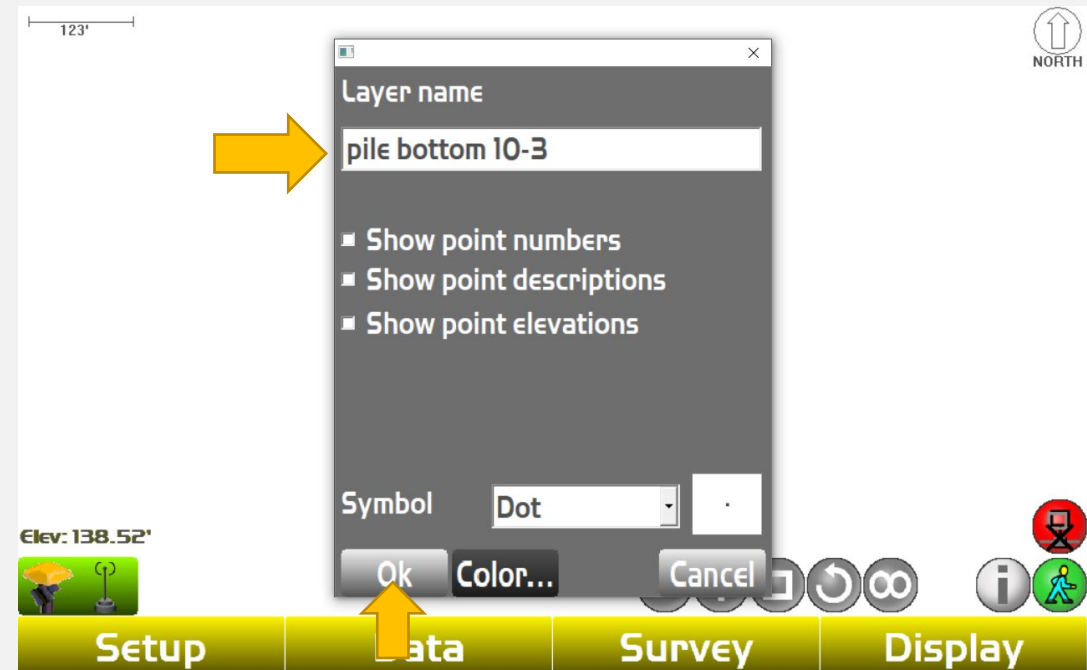 123'
NORTH
Layer name
pile bottom 10-3
Show point numbers
Show point descriptions
Show point elevations
Symbol
Dot
Elev: 138.52'
Ok
Color...
Cancel
i
Setup
Data
Survey
Display